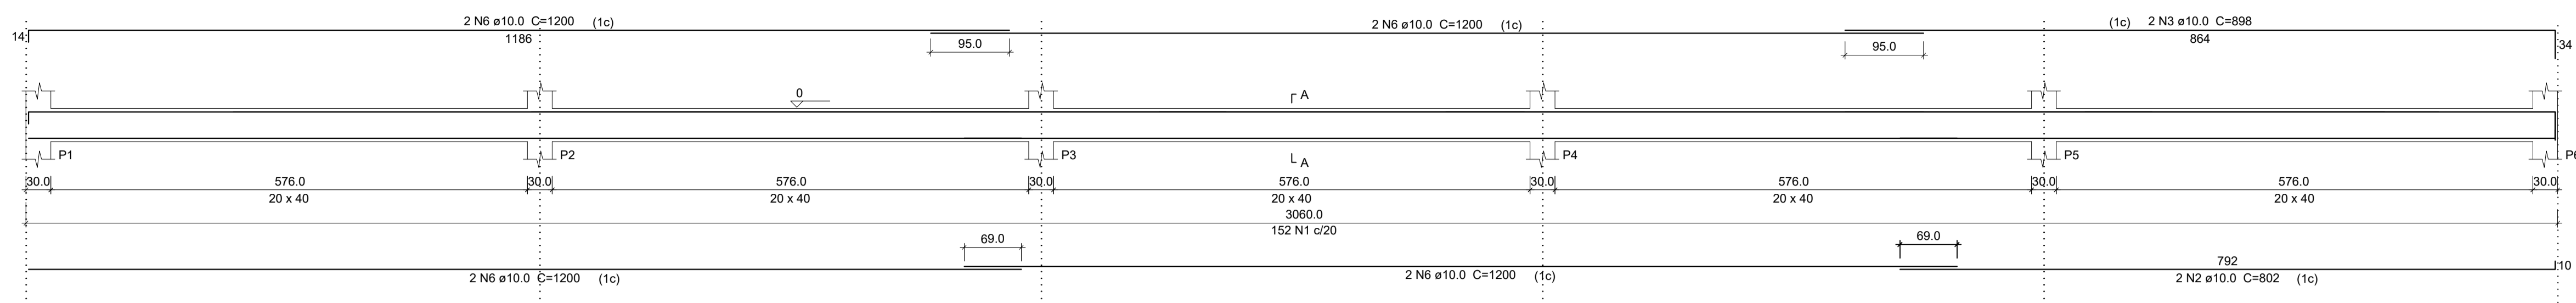 2 N6 ø10.0 C=1200 (1c)
2 N6 ø10.0 C=1200 (1c)
(1c) 2 N3 ø10.0 C=898
14
1186
864
34
95.0
95.0
0
A
A
P1
P2
P3
P4
P5
P6
30.0 576.0 30.0 576.0 30.0 576.0 30.0 576.0 30.0 576.0 30.0
20 x 40 20 x 40 20 x 40 20 x 40 20 x 40
3060.0
152 N1 c/20
69.0
69.0
792
10
2 N6 ø10.0 C=1200 (1c)
2 N6 ø10.0 C=1200 (1c)
2 N2 ø10.0 C=802 (1c)